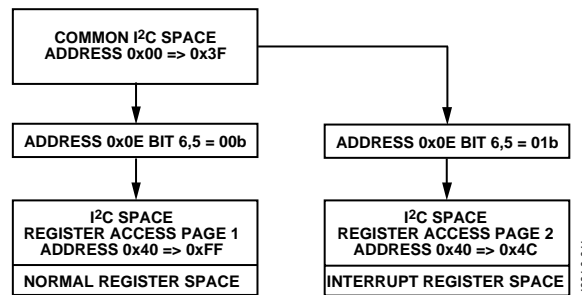 COMMON I²C SPACE
ADDRESS 0x00 => 0x3F
ADDRESS 0x0E BIT 6,5 = 00b
ADDRESS 0x0E BIT 6,5 = 01b
I²C SPACE
REGISTER ACCESS PAGE 1
ADDRESS 0x40 => 0xFF
NORMAL REGISTER SPACE
I²C SPACE
REGISTER ACCESS PAGE 2
ADDRESS 0x40 => 0x4C
INTERRUPT REGISTER SPACE